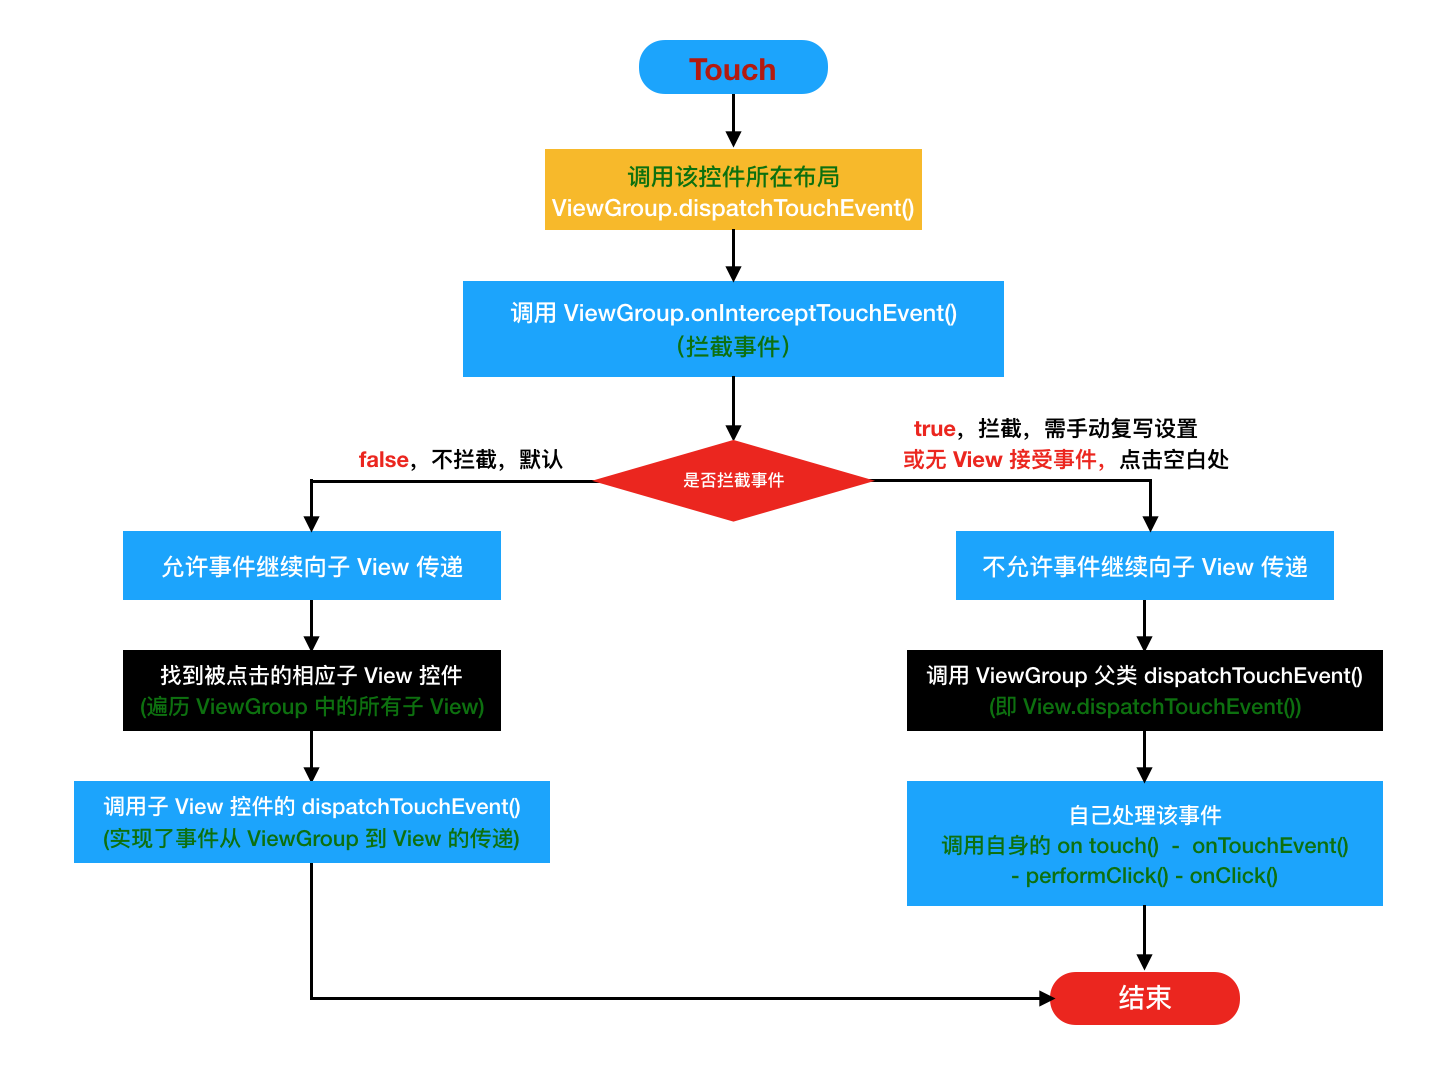 Touch
调用该控件所在布局
ViewGroup.dispatchTouchEvent()
调用 ViewGroup.onInterceptTouchEvent()
（拦截事件）
true，拦截，需手动复写设置
或无 View 接受事件，点击空白处
false，不拦截，默认
是否拦截事件
允许事件继续向子 View 传递
不允许事件继续向子 View 传递
找到被点击的相应子 View 控件
(遍历 ViewGroup 中的所有子 View)
调用 ViewGroup 父类 dispatchTouchEvent()
(即 View.dispatchTouchEvent())
调用子 View 控件的 dispatchTouchEvent()
(实现了事件从 ViewGroup 到 View 的传递)
自己处理该事件
调用自身的 on touch() - onTouchEvent()
- performClick() - onClick()
结束